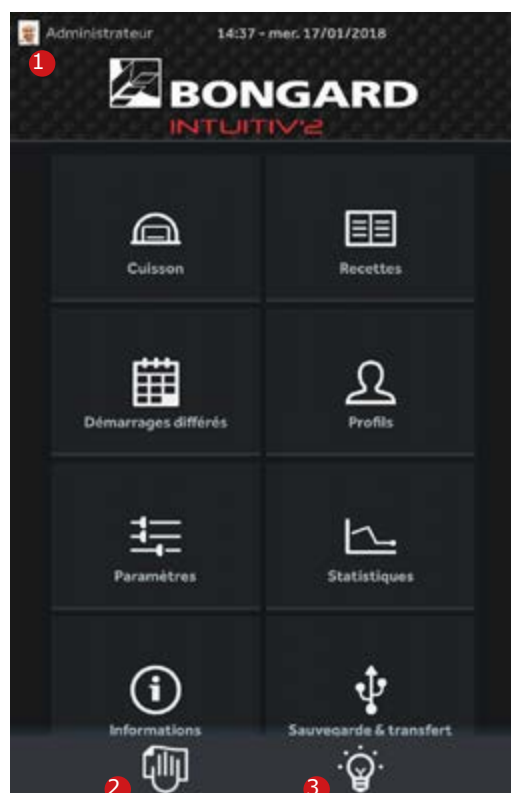 Administrateur 14:37 - mer. 17/01/2018
1
BONGARD
INTUITIV'2
Cuisson Recettes
Démarrages différés Profils
Paramètres Statistiques
Informations Sauvegarde & transfert
2 3